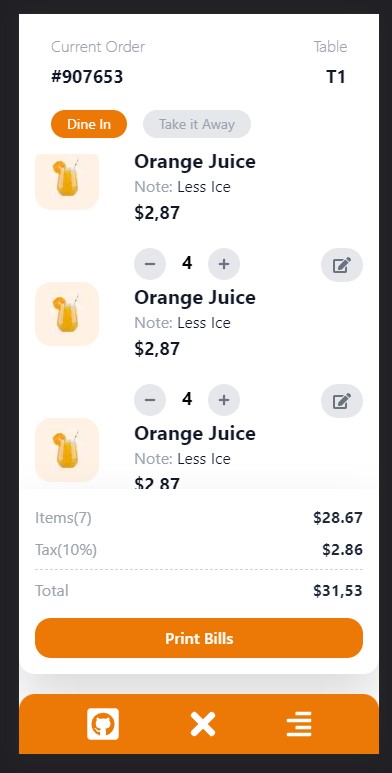 Current Order Table
#907653 T1
Dine In Take it Away
Orange Juice
Note: Less Ice
$2,87
− 4 +
Orange Juice
Note: Less Ice
$2,87
− 4 +
Orange Juice
Note: Less Ice
$2,87
Items(7) $28.67
Tax(10%) $2.86
Total $31,53
Print Bills